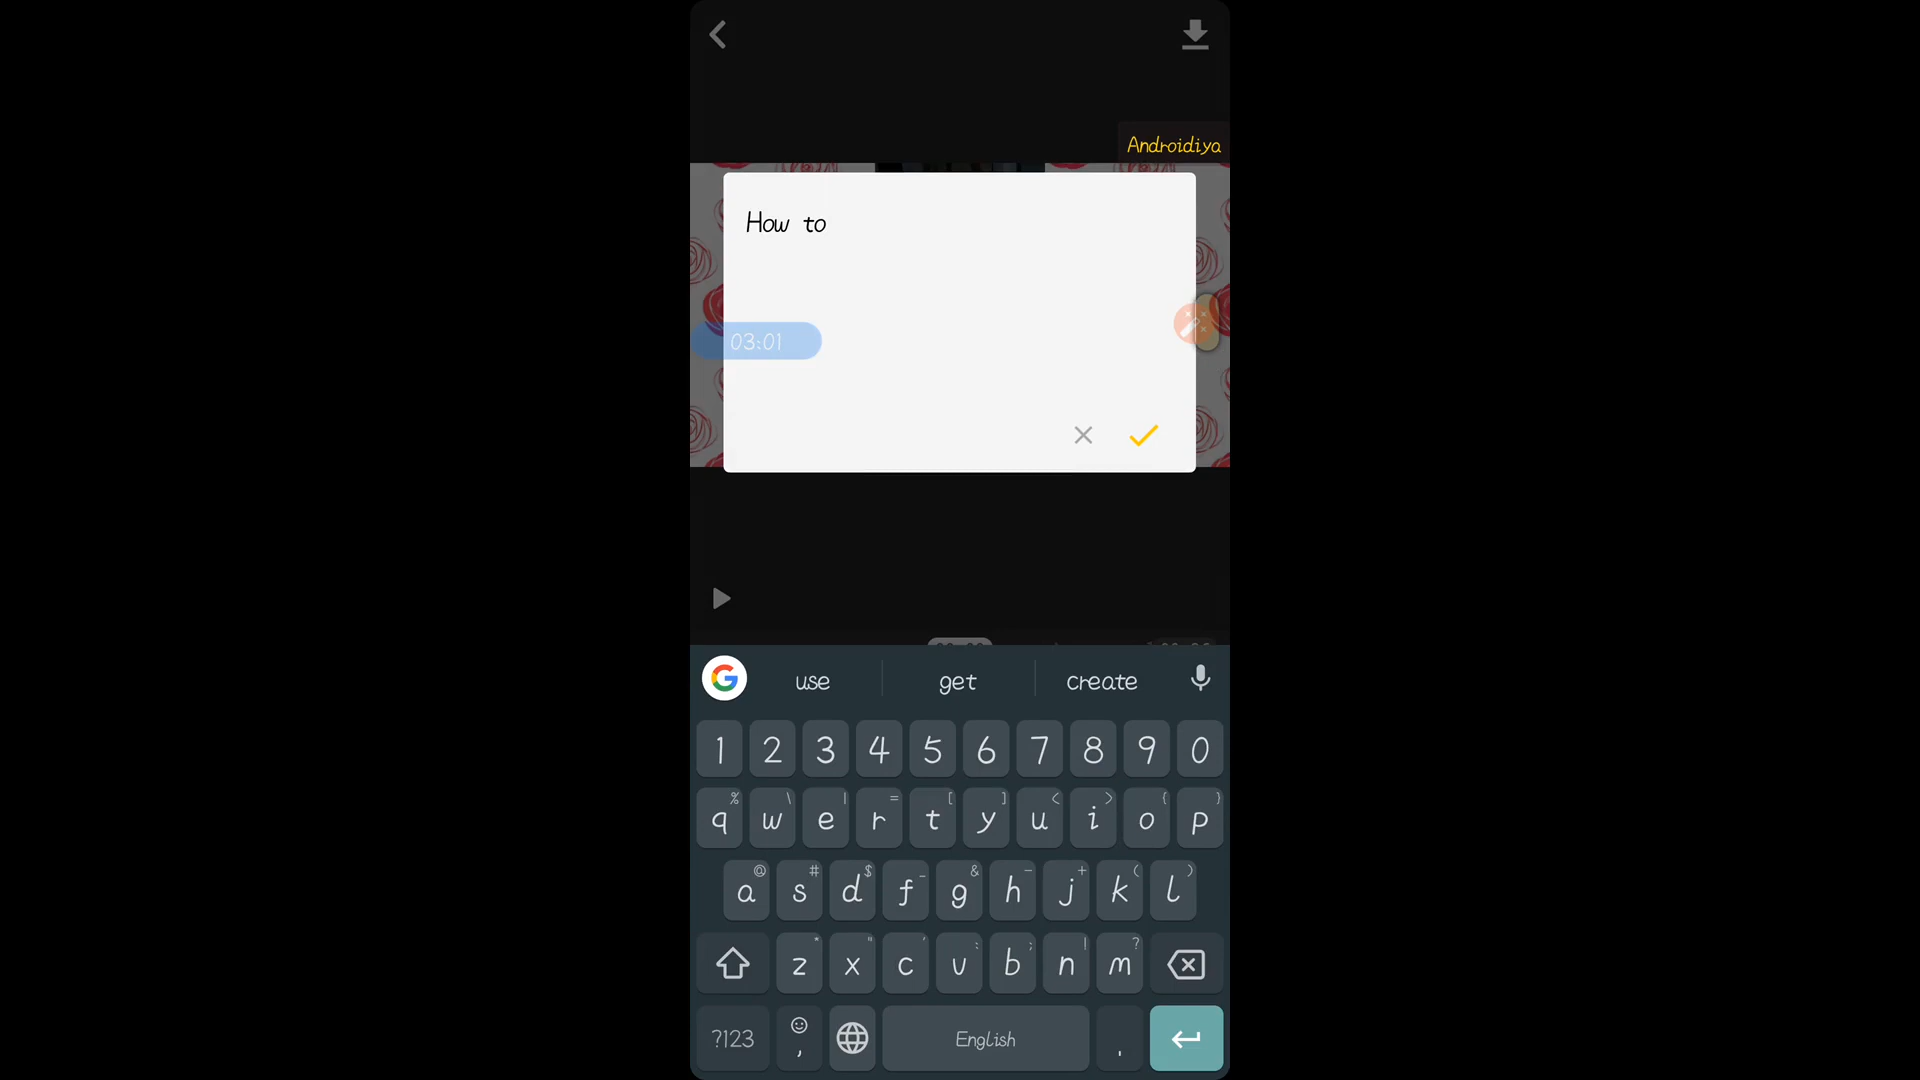 Androidiya
How to
03:01
use get create
1 2 3 4 5 6 7 8 9 0
% \ | = [ ] < > { }
q w e r t y u i o p
@ # $ _ & - + ( )
a s d f g h j k l
* " ' : ; ! ?
z x c v b n m
?123 , English .